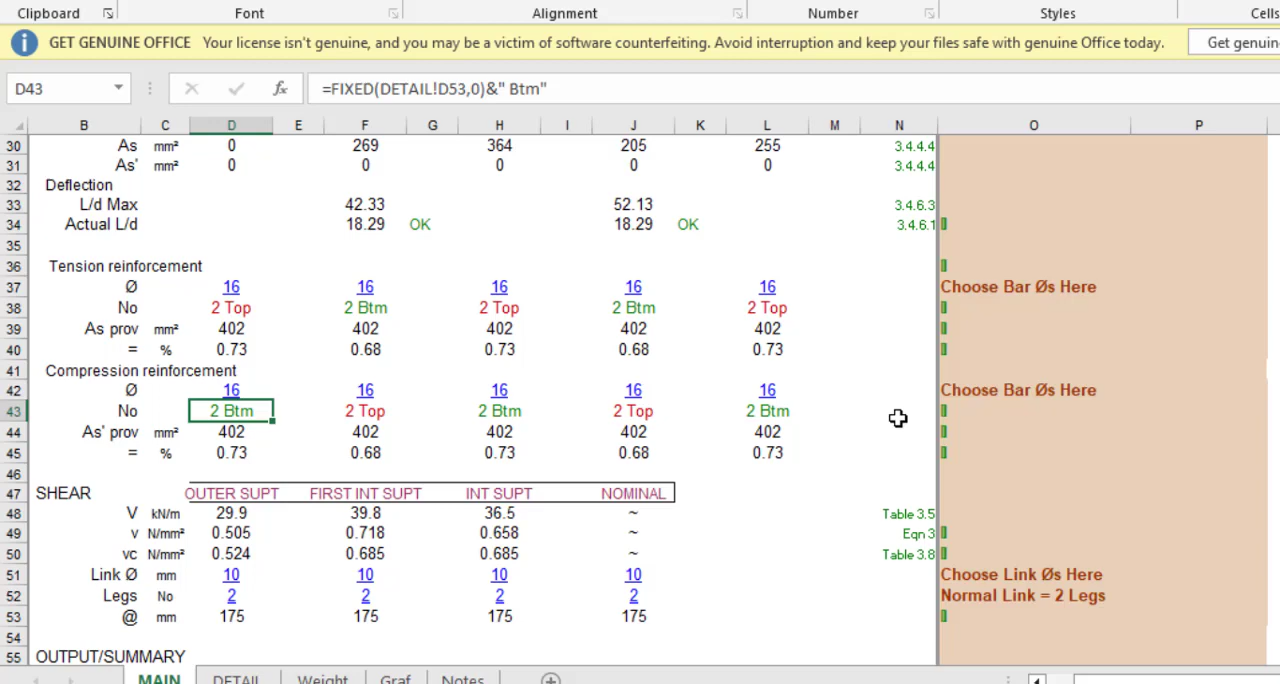 Clipboard Font Alignment Number Styles Cells
GET GENUINE OFFICE Your license isn't genuine, and you may be a victim of software counterfeiting. Avoid interruption and keep your files safe with genuine Office today. Get genuin
D43 fx =FIXED(DETAIL!D53,0)&" Btm"
B C D E F G H I J K L M N O P
30 As mm² 0 269 364 205 255 3.4.4.4
31 As' mm² 0 0 0 0 0 3.4.4.4
32 Deflection
33 L/d Max 42.33 52.13 3.4.6.3
34 Actual L/d 18.29 OK 18.29 OK 3.4.6.1
35
36 Tension reinforcement
37 Ø 16 16 16 16 16 Choose Bar Øs Here
38 No 2 Top 2 Btm 2 Top 2 Btm 2 Top
39 As prov mm² 402 402 402 402 402
40 = % 0.73 0.68 0.73 0.68 0.73
41 Compression reinforcement
42 Ø 16 16 16 16 16 Choose Bar Øs Here
43 No 2 Btm 2 Top 2 Btm 2 Top 2 Btm
44 As' prov mm² 402 402 402 402 402
45 = % 0.73 0.68 0.73 0.68 0.73
46
47 SHEAR OUTER SUPT FIRST INT SUPT INT SUPT NOMINAL
48 V kN/m 29.9 39.8 36.5 ~ Table 3.5
49 v N/mm² 0.505 0.718 0.658 ~ Eqn 3
50 vc N/mm² 0.524 0.685 0.685 ~ Table 3.8
51 Link Ø mm 10 10 10 10 Choose Link Øs Here
52 Legs No 2 2 2 2 Normal Link = 2 Legs
53 @ mm 175 175 175 175
54
55 OUTPUT/SUMMARY
MAIN DETAIL Weight Graf Notes